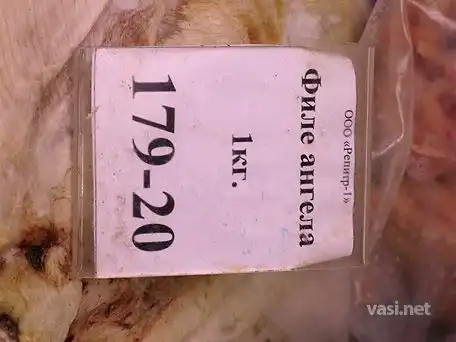 ООО «Репитр-1»
Филе ангела
1кг.
179-20
vasi.net